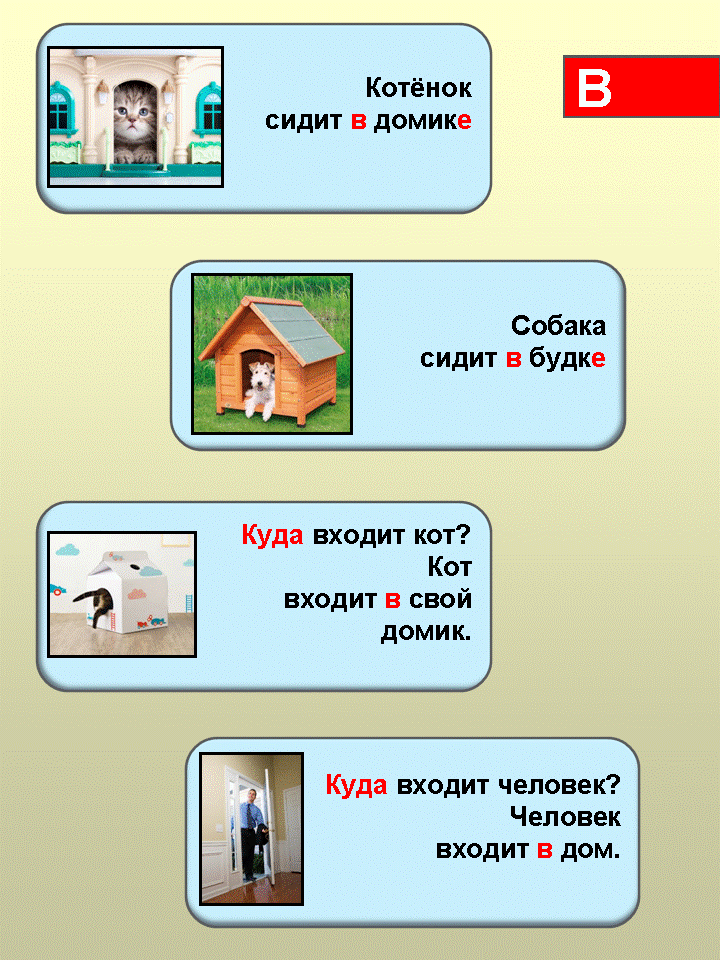 В
Котёнок
сидит в домике
Собака
сидит в будке
Куда входит кот?
Кот
входит в свой
домик.
Куда входит человек?
Человек
входит в дом.